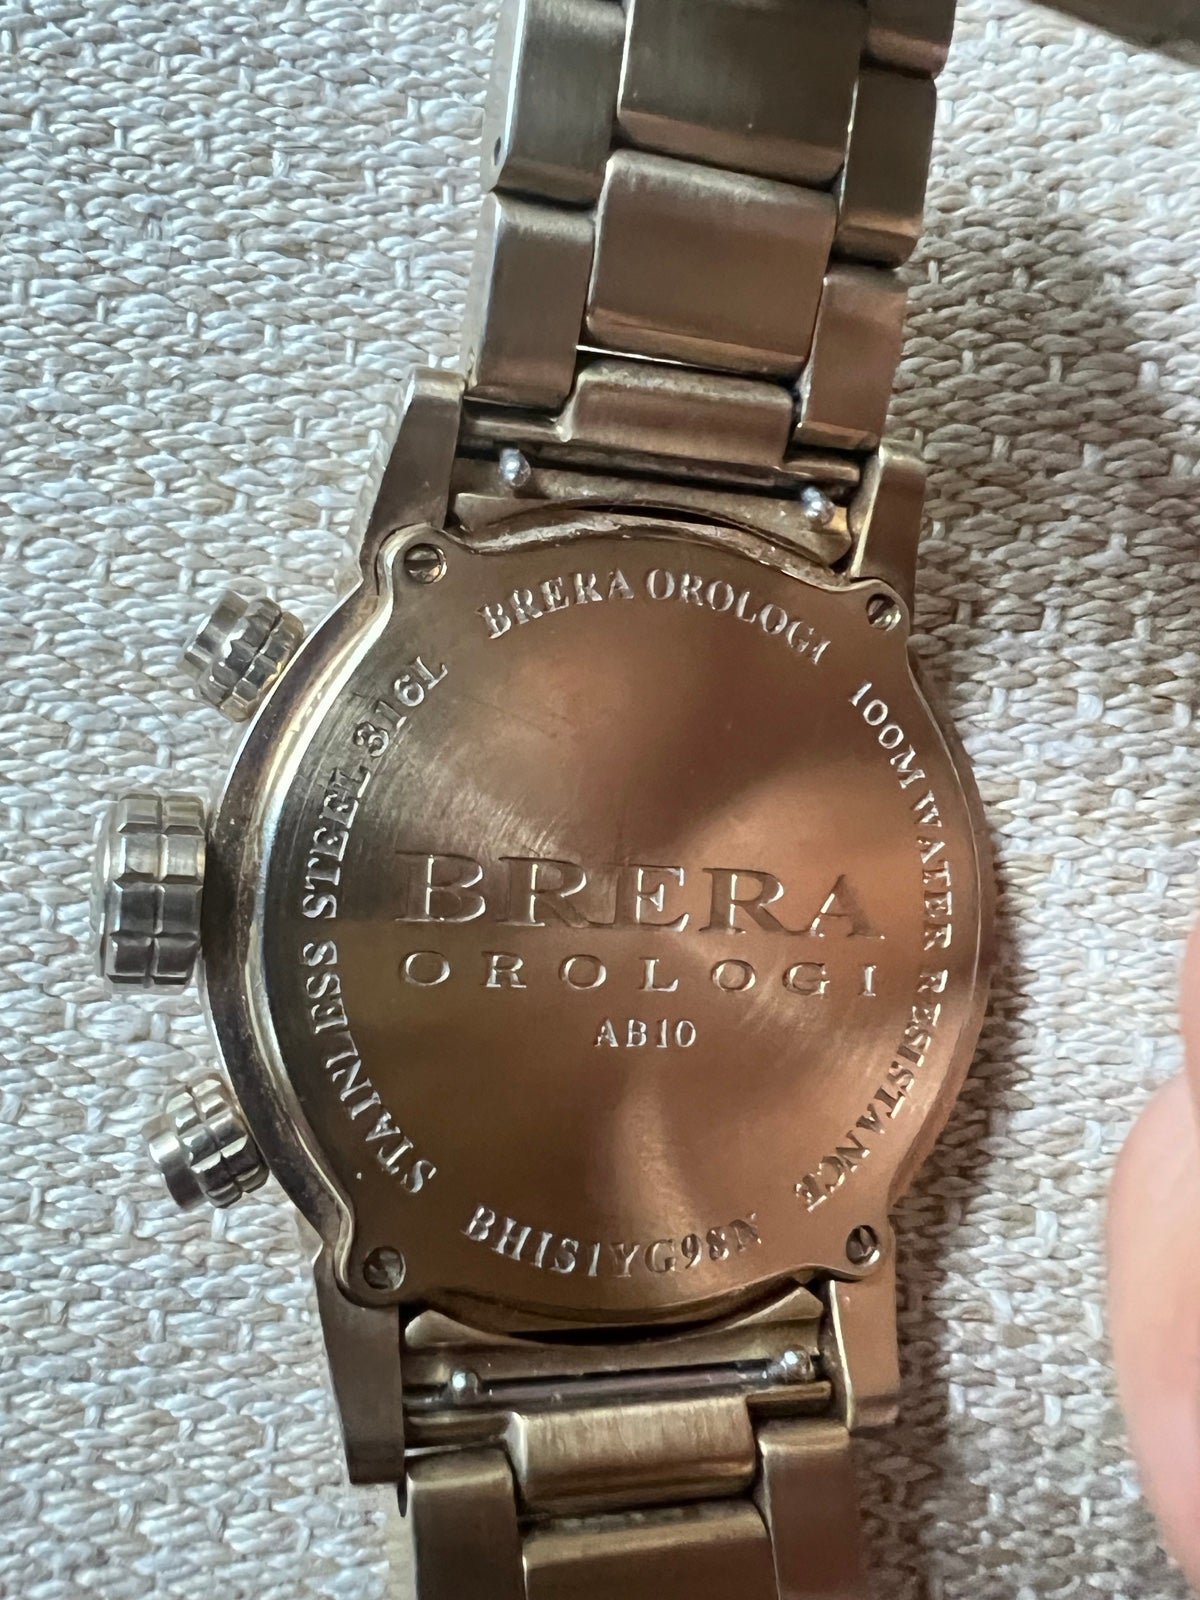 BRERA OROLOGI
100M WATER RESISTANCE
STAINLESS STEEL 316L
BRERA
OROLOGI
AB10
BHIS1YG98N